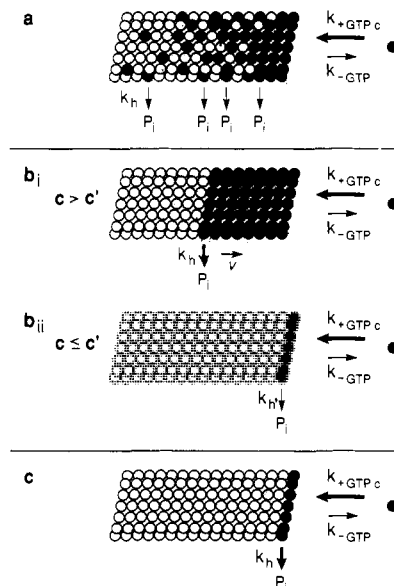 a
k+GTP c
k-GTP
kh
Pi Pi Pi Pi
bi
c > c'
k+GTP c
k-GTP
kh
v
Pi
bii
c ≤ c'
k+GTP c
k-GTP
kh'
Pi
c
k+GTP c
k-GTP
kh
Pi